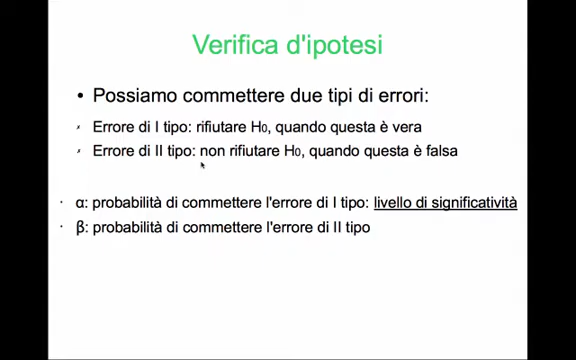 Verifica d'ipotesi
• Possiamo commettere due tipi di errori:
Errore di I tipo: rifiutare H0, quando questa è vera
Errore di II tipo: non rifiutare H0, quando questa è falsa
· α: probabilità di commettere l'errore di I tipo: livello di significatività
· β: probabilità di commettere l'errore di II tipo